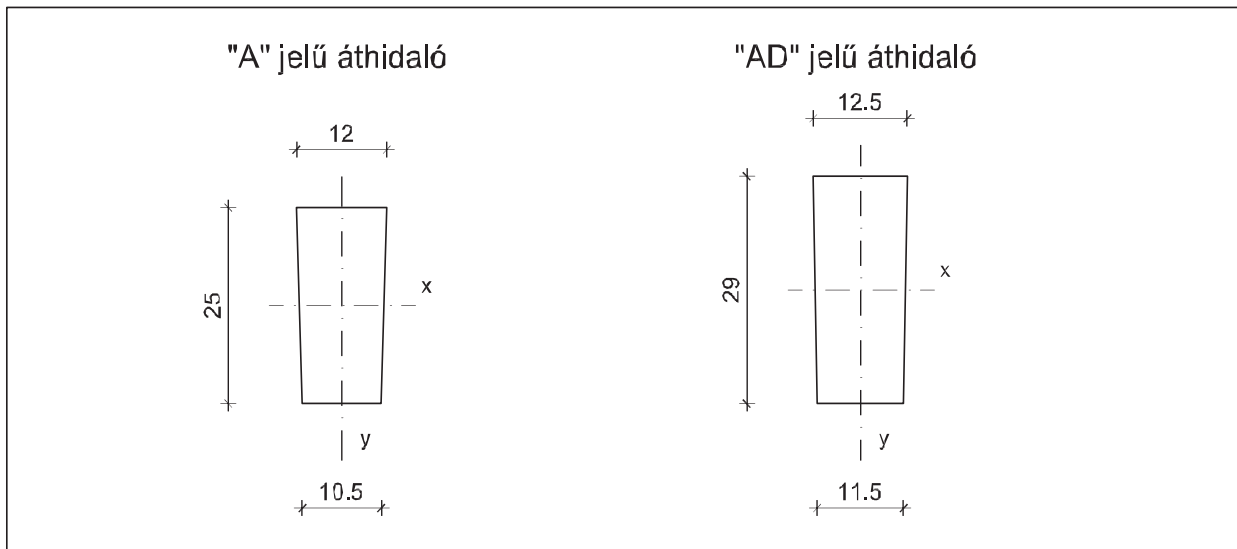 "A" jelű áthidaló
12
25
x
y
10.5
"AD" jelű áthidaló
12.5
29
x
y
11.5